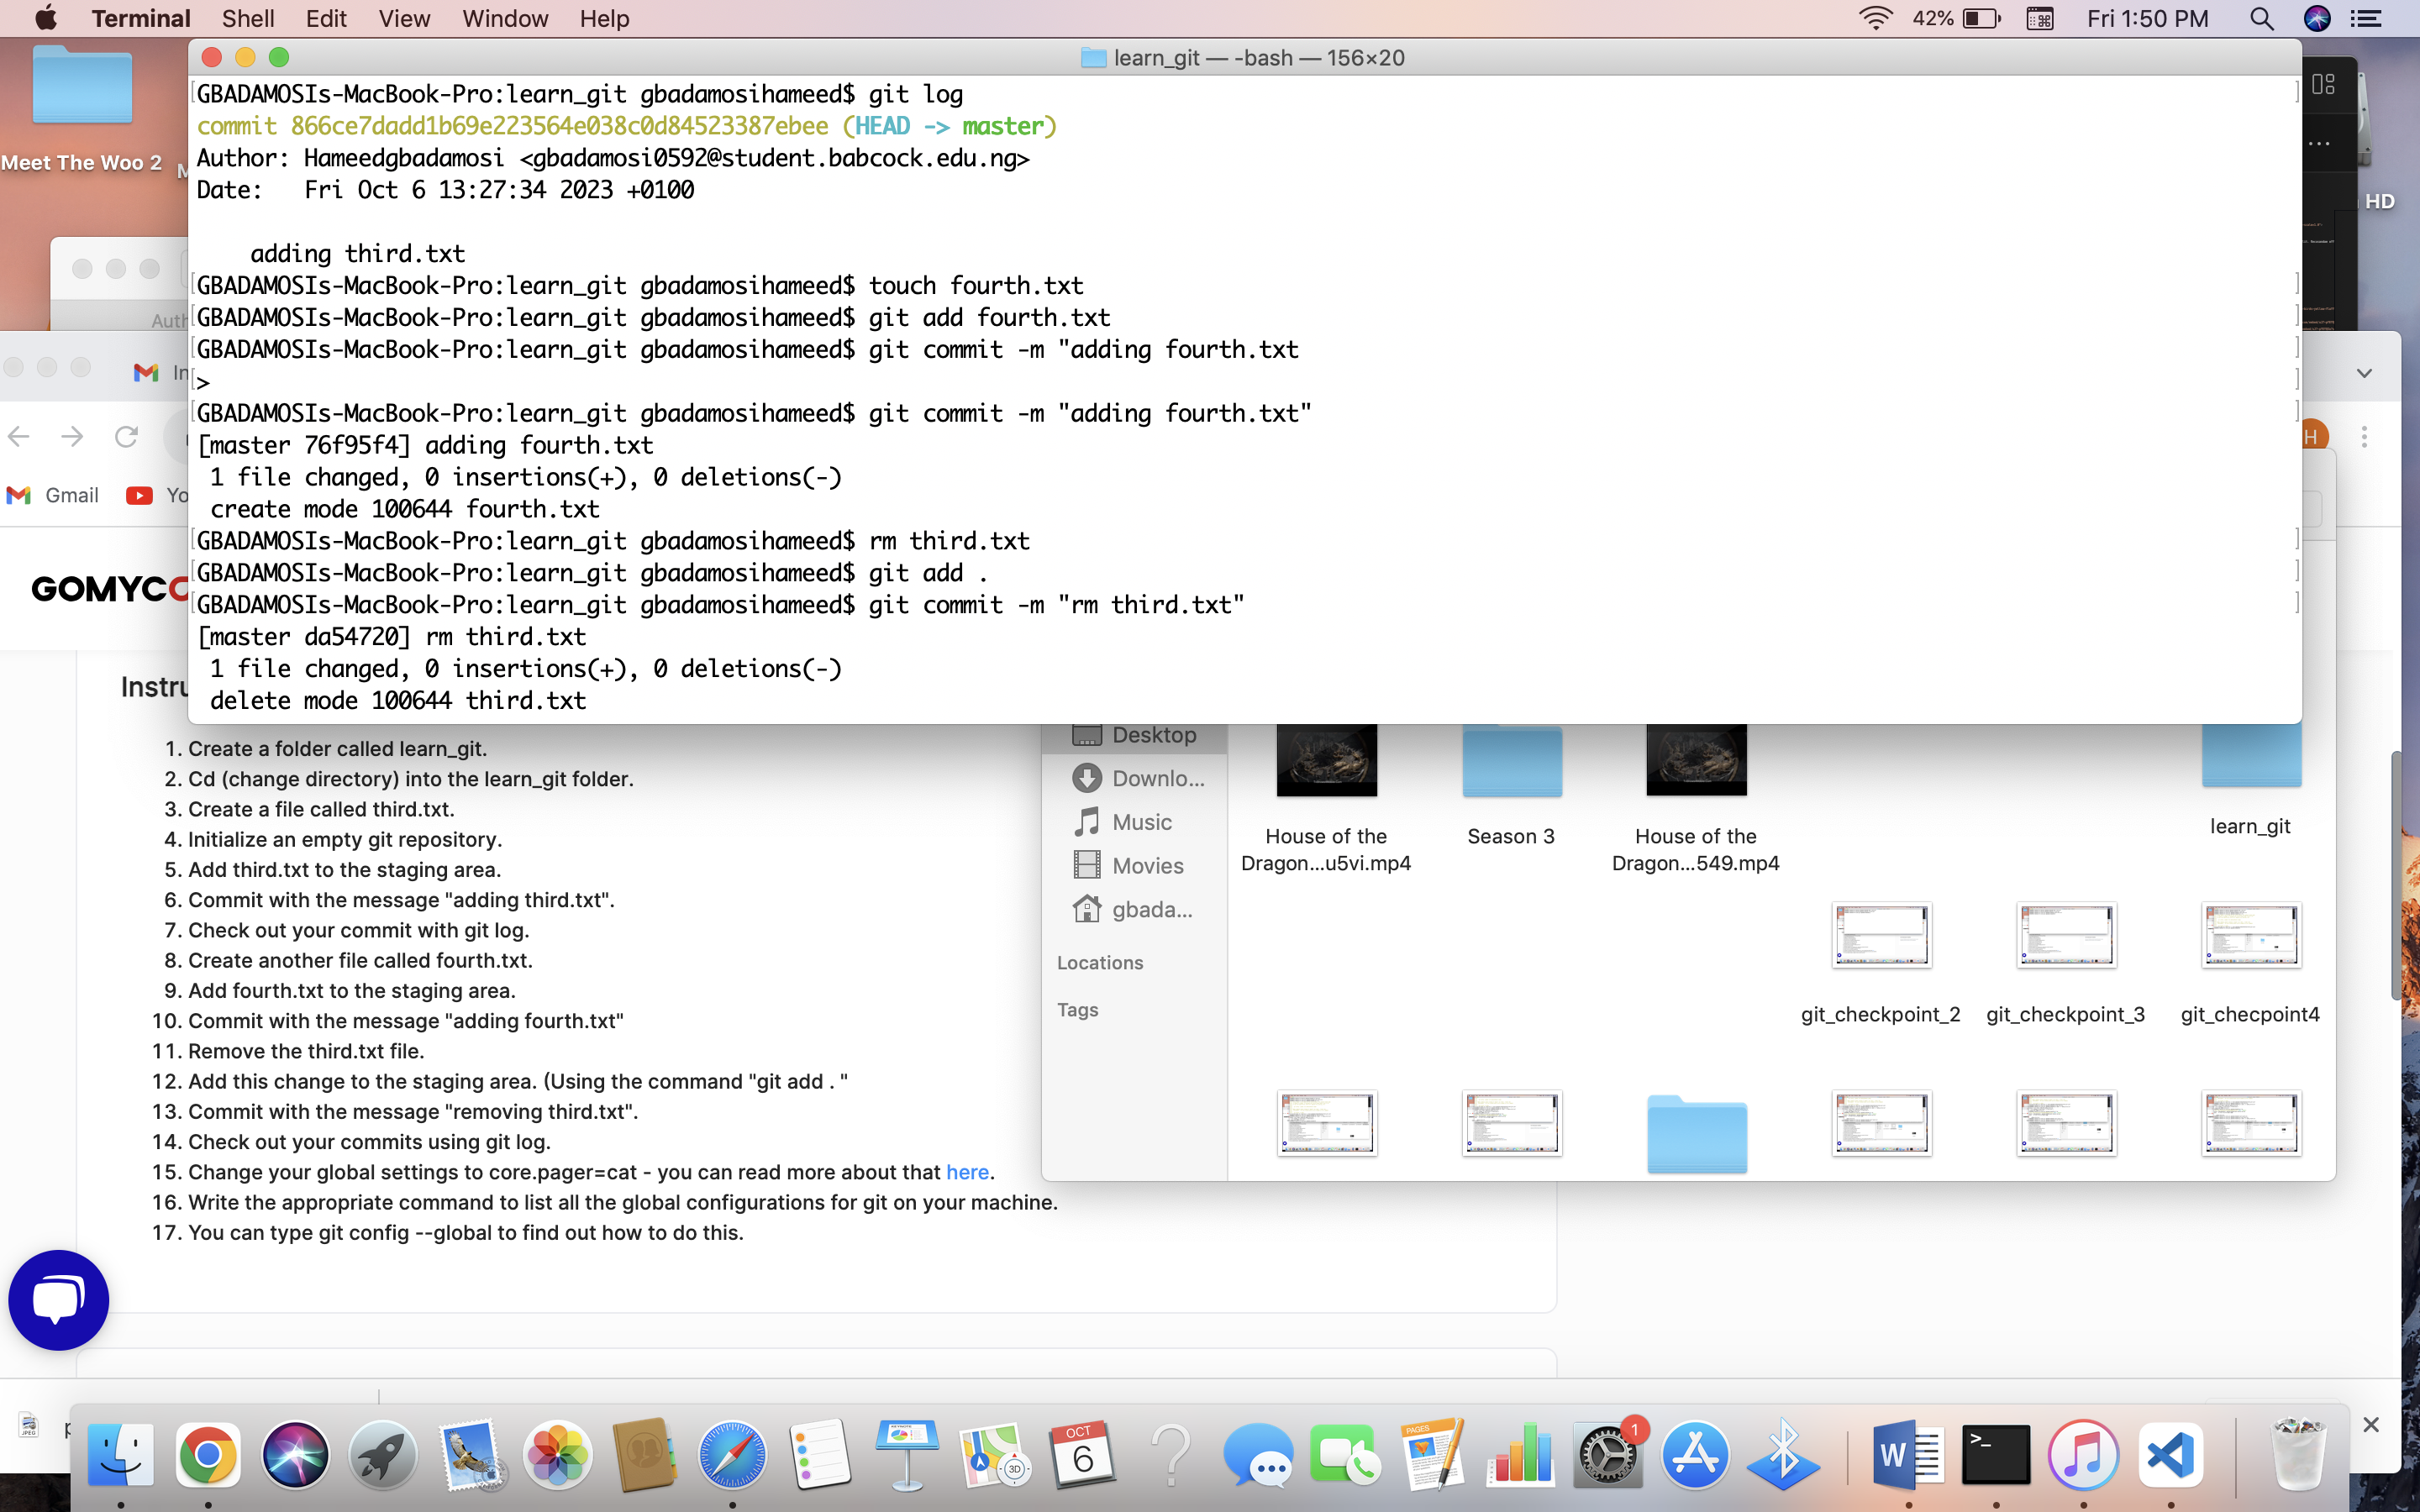 Terminal Shell Edit View Window Help 42% Fri 1:50 PM
learn_git — -bash — 156×20
GBADAMOSIs-MacBook-Pro:learn_git gbadamosihameed$ git log
commit 866ce7dadd1b69e223564e038c0d84523387ebee (HEAD -> master)
Author: Hameedgbadamosi <gbadamosi0592@student.babcock.edu.ng>
Date:   Fri Oct 6 13:27:34 2023 +0100
adding third.txt
GBADAMOSIs-MacBook-Pro:learn_git gbadamosihameed$ touch fourth.txt
GBADAMOSIs-MacBook-Pro:learn_git gbadamosihameed$ git add fourth.txt
GBADAMOSIs-MacBook-Pro:learn_git gbadamosihameed$ git commit -m "adding fourth.txt
>
GBADAMOSIs-MacBook-Pro:learn_git gbadamosihameed$ git commit -m "adding fourth.txt"
[master 76f95f4] adding fourth.txt
1 file changed, 0 insertions(+), 0 deletions(-)
create mode 100644 fourth.txt
GBADAMOSIs-MacBook-Pro:learn_git gbadamosihameed$ rm third.txt
GBADAMOSIs-MacBook-Pro:learn_git gbadamosihameed$ git add .
GBADAMOSIs-MacBook-Pro:learn_git gbadamosihameed$ git commit -m "rm third.txt"
[master da54720] rm third.txt
1 file changed, 0 insertions(+), 0 deletions(-)
delete mode 100644 third.txt
Meet The Woo 2
HD
Auth
In
H
Gmail Yo
GOMYCO
Instru
1. Create a folder called learn_git.
2. Cd (change directory) into the learn_git folder.
3. Create a file called third.txt.
4. Initialize an empty git repository.
5. Add third.txt to the staging area.
6. Commit with the message "adding third.txt".
7. Check out your commit with git log.
8. Create another file called fourth.txt.
9. Add fourth.txt to the staging area.
10. Commit with the message "adding fourth.txt"
11. Remove the third.txt file.
12. Add this change to the staging area. (Using the command "git add . "
13. Commit with the message "removing third.txt".
14. Check out your commits using git log.
15. Change your global settings to core.pager=cat - you can read more about that here.
16. Write the appropriate command to list all the global configurations for git on your machine.
17. You can type git config --global to find out how to do this.
Desktop
Downlo...
Music
Movies
gbada...
Locations
Tags
House of the
Dragon...u5vi.mp4
Season 3
House of the
Dragon...549.mp4
learn_git
git_checkpoint_2
git_checkpoint_3
git_checpoint4
JPEG
OCT
6
3D
PAGES
1
W
>_